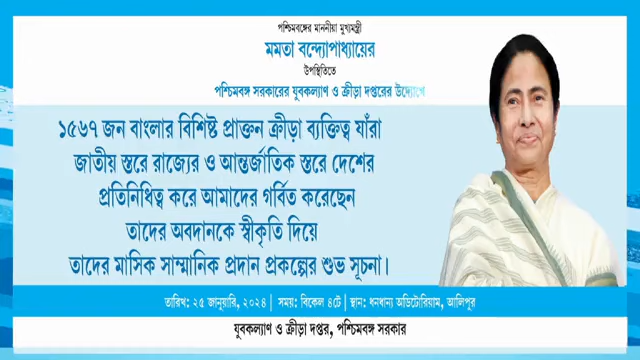 পশ্চিমবঙ্গের মাননীয়া মুখ্যমন্ত্রী
মমতা বন্দ্যোপাধ্যায়ের
উপস্থিতিতে
পশ্চিমবঙ্গ সরকারের যুবকল্যাণ ও ক্রীড়া দপ্তরের উদ্যোগে
১৫৬৭ জন বাংলার বিশিষ্ট প্রাক্তন ক্রীড়া ব্যক্তিত্ব যাঁরা
জাতীয় স্তরে রাজ্যের ও আন্তর্জাতিক স্তরে দেশের
প্রতিনিধিত্ব করে আমাদের গর্বিত করেছেন
তাদের অবদানকে স্বীকৃতি দিয়ে
তাদের মাসিক সাম্মানিক প্রদান প্রকল্পের শুভ সূচনা।
তারিখ: ২৫ জানুয়ারি, ২০২৪ | সময়: বিকেল ৪টে | স্থান: ধনধান্য অডিটোরিয়াম, আলিপুর
যুবকল্যাণ ও ক্রীড়া দপ্তর, পশ্চিমবঙ্গ সরকার